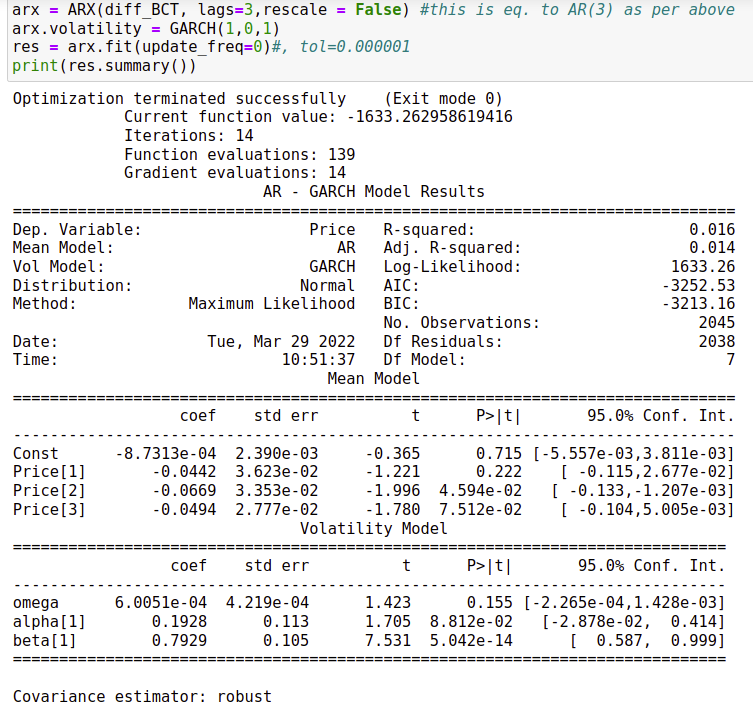 arx = ARX(diff_BCT, lags=3,rescale = False) #this is eq. to AR(3) as per above
arx.volatility = GARCH(1,0,1)
res = arx.fit(update_freq=0)#, tol=0.000001
print(res.summary())
Optimization terminated successfully    (Exit mode 0)
            Current function value: -1633.262958619416
            Iterations: 14
            Function evaluations: 139
            Gradient evaluations: 14
                           AR - GARCH Model Results
==============================================================================
Dep. Variable:                  Price   R-squared:                       0.016
Mean Model:                        AR   Adj. R-squared:                  0.014
Vol Model:                      GARCH   Log-Likelihood:                1633.26
Distribution:                  Normal   AIC:                          -3252.53
Method:            Maximum Likelihood   BIC:                          -3213.16
                                        No. Observations:                 2045
Date:                Tue, Mar 29 2022   Df Residuals:                     2038
Time:                        10:51:37   Df Model:                            7
                                  Mean Model
==============================================================================
                  coef    std err          t      P>|t|       95.0% Conf. Int.
------------------------------------------------------------------------------
Const      -8.7313e-04  2.390e-03     -0.365      0.715 [-5.557e-03,3.811e-03]
Price[1]       -0.0442  3.623e-02     -1.221      0.222    [ -0.115,2.677e-02]
Price[2]       -0.0669  3.353e-02     -1.996  4.594e-02   [ -0.133,-1.207e-03]
Price[3]       -0.0494  2.777e-02     -1.780  7.512e-02    [ -0.104,5.005e-03]
                               Volatility Model
=============================================================================
                 coef    std err          t      P>|t|       95.0% Conf. Int.
-----------------------------------------------------------------------------
omega      6.0051e-04  4.219e-04      1.423      0.155 [-2.265e-04,1.428e-03]
alpha[1]       0.1928      0.113      1.705  8.812e-02   [-2.878e-02,  0.414]
beta[1]        0.7929      0.105      7.531  5.042e-14      [  0.587,  0.999]
=============================================================================
Covariance estimator: robust